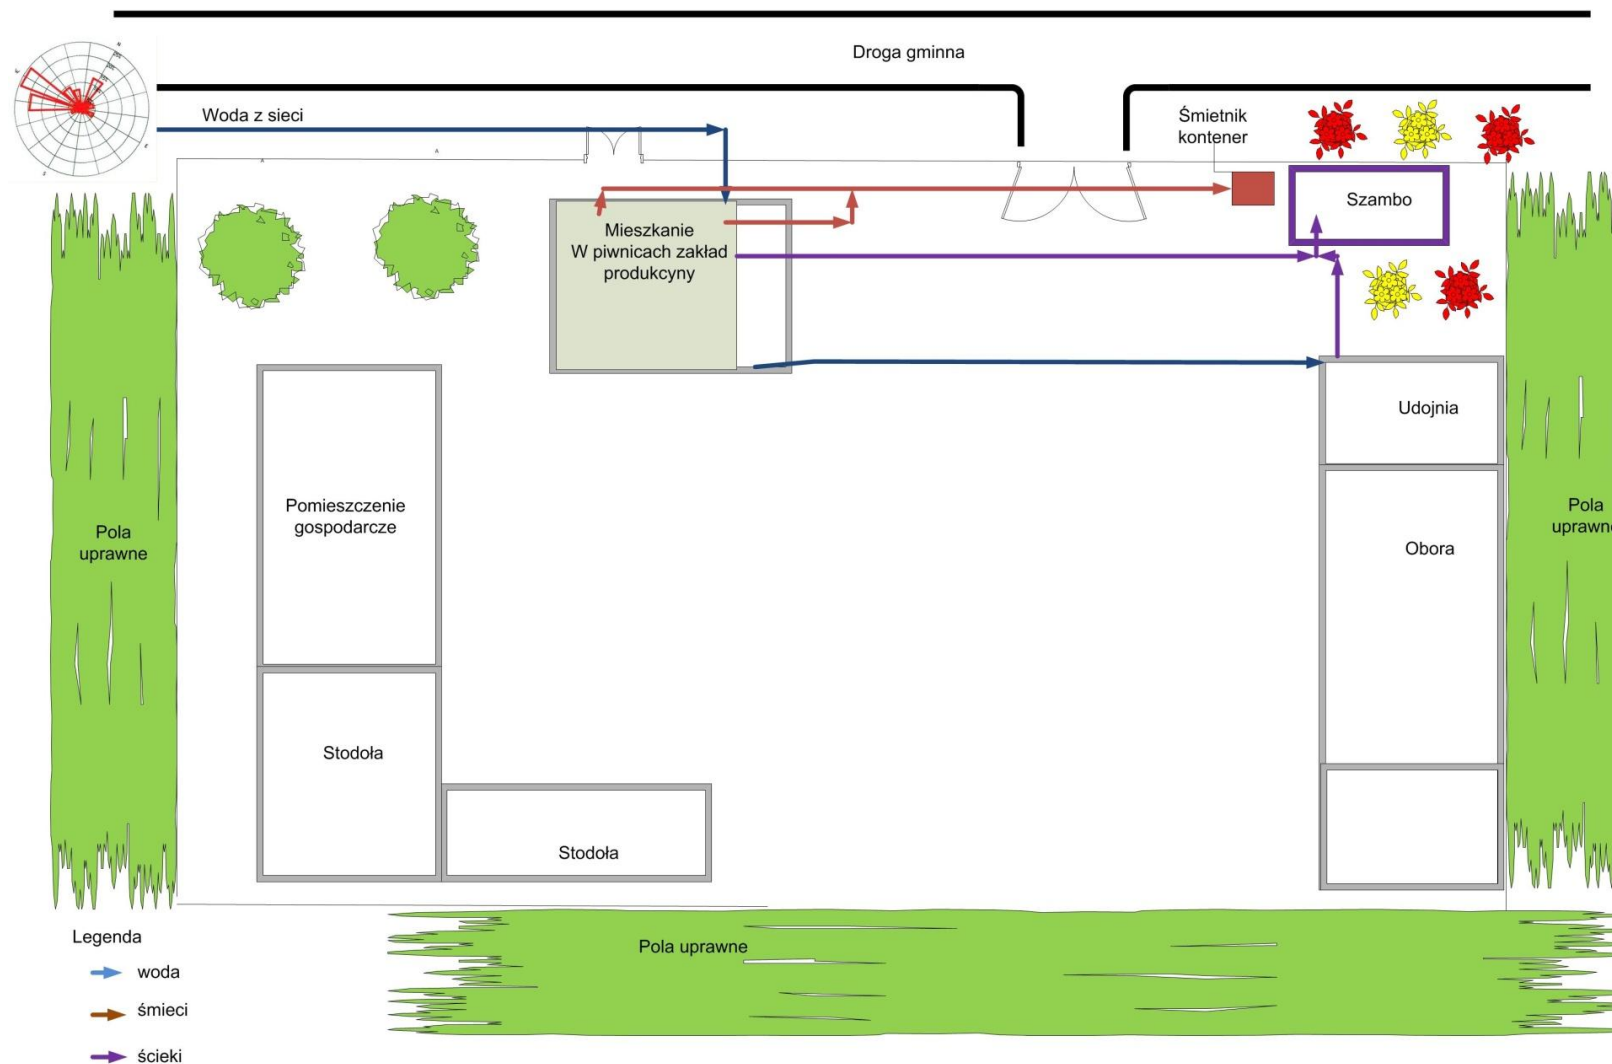 Droga gminna
Woda z sieci
Śmietnik
kontener
Szambo
Mieszkanie
W piwnicach zakład
produkcyny
Udojnia
Pomieszczenie
gospodarcze
Pola
uprawne
Pola
uprawne
Obora
Stodoła
Stodoła
Pola uprawne
Legenda
woda
śmieci
ścieki